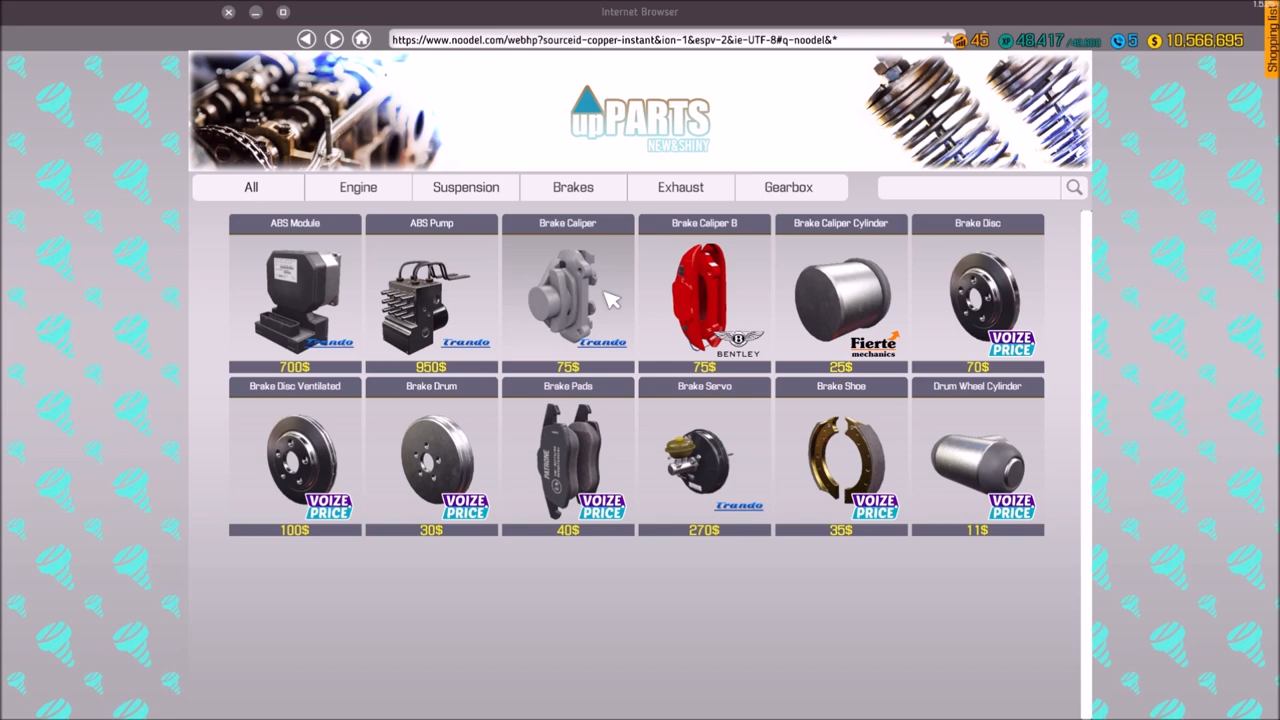 Internet Browser
1.5.
Shopping list
https://www.noodel.com/webhp?sourceid-copper-instant&ion-1&espv-2&ie-UTF-8#q-noodel&*
45
XP 48,417
5
$ 10,566,695
upPARTS
NEW&SHINY
All
Engine
Suspension
Brakes
Exhaust
Gearbox
ABS Module
ABS Pump
Brake Caliper
Brake Caliper B
Brake Caliper Cylinder
Brake Disc
Trando
Trando
Trando
B
BENTLEY
Fierte
mechanics
VOIZE
PRICE
700$
950$
75$
75$
25$
70$
Brake Disc Ventilated
Brake Drum
Brake Pads
Brake Servo
Brake Shoe
Drum Wheel Cylinder
VOIZE
PRICE
VOIZE
PRICE
VOIZE
PRICE
Trando
VOIZE
PRICE
VOIZE
PRICE
100$
30$
40$
270$
35$
11$